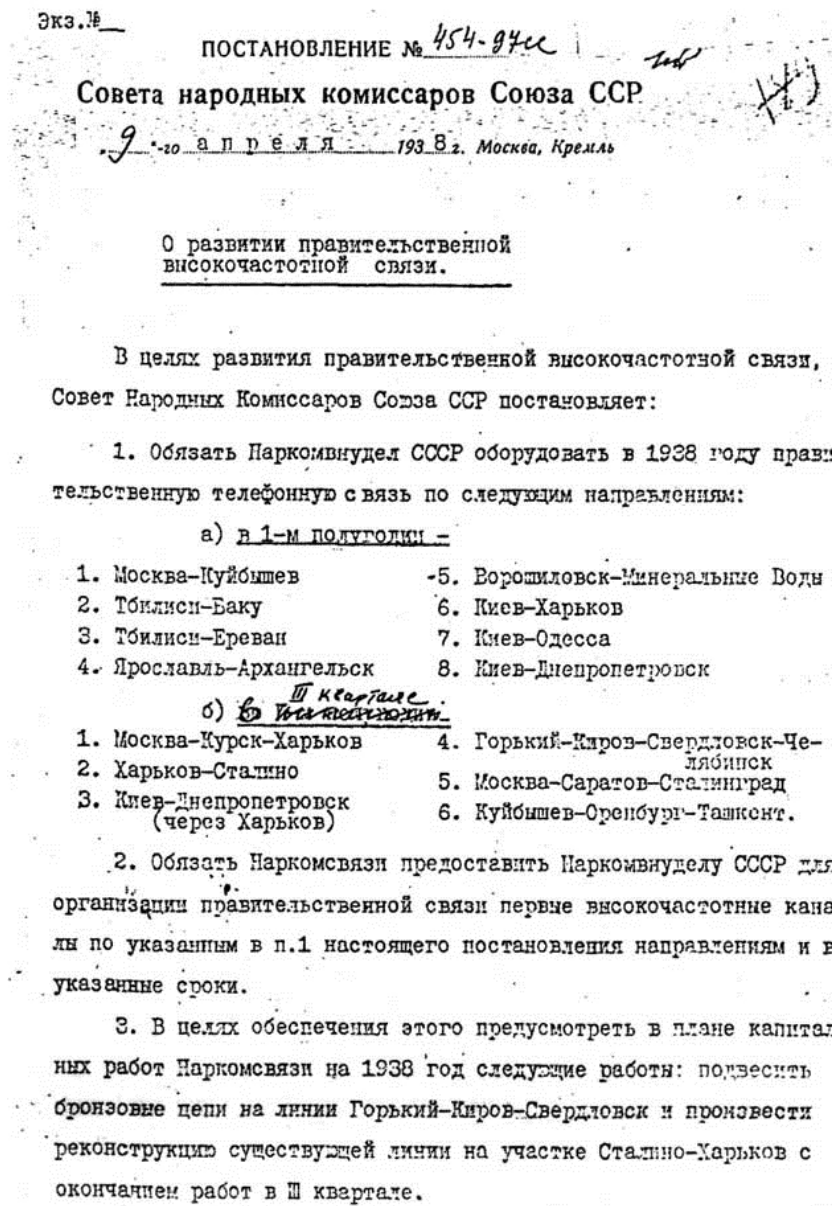 Экз.№
ПОСТАНОВЛЕНИЕ № 454-97сс
Совета народных комиссаров Союза ССР
„9“-го апреля 1938 г. Москва, Кремль
О развитии правительственной
высокочастотной связи.
В целях развития правительственной высокочастотной связи,
Совет Народных Комиссаров Союза ССР постановляет:
1. Обязать Наркомвнудел СССР оборудовать в 1938 году прави
тельственную телефонную связь по следующим направлениям:
а) в 1-м полугодии –
1. Москва-Куйбышев
2. Тбилиси-Баку
3. Тбилиси-Ереван
4. Ярославль-Архангельск
5. Ворошиловск-Минеральные Воды
6. Киев-Харьков
7. Киев-Одесса
8. Киев-Днепропетровск
III квартале
б) в
1. Москва-Курск-Харьков
2. Харьков-Сталино
3. Киев-Днепропетровск
(через Харьков)
4. Горький-Киров-Свердловск-Че-
лябинск
5. Москва-Саратов-Сталинград
6. Куйбышев-Оренбург-Ташкент.
2. Обязать Наркомсвязи предоставить Наркомвнуделу СССР для
организации правительственной связи первые высокочастотные кана
лы по указанным в п.1 настоящего постановления направлениям и в
указанные сроки.
3. В целях обеспечения этого предусмотреть в плане капитал
ных работ Наркомсвязи на 1938 год следующие работы: подвесить
бронзовые цепи на линии Горький-Киров-Свердловск и произвести
реконструкцию существующей линии на участке Сталино-Харьков с
окончанием работ в III квартале.